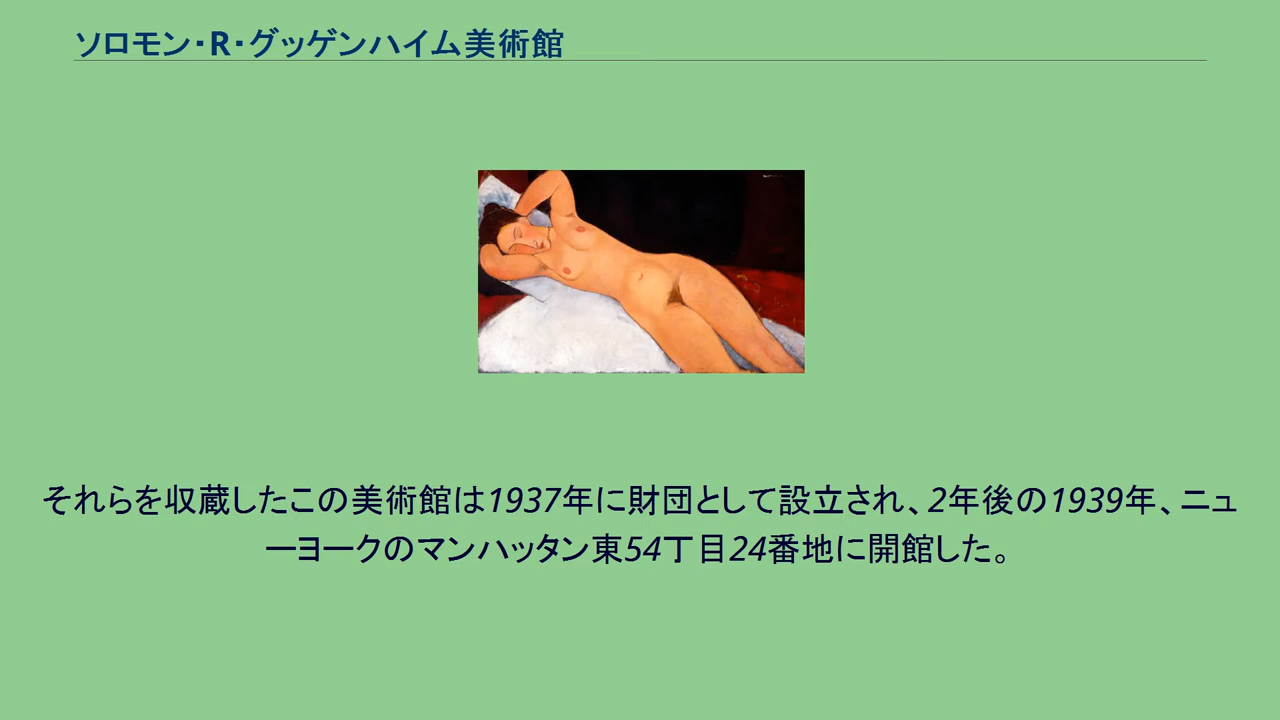 ソロモン・R・グッゲンハイム美術館
それらを収蔵したこの美術館は1937年に財団として設立され、2年後の1939年、ニュ
ーヨークのマンハッタン東54丁目24番地に開館した。